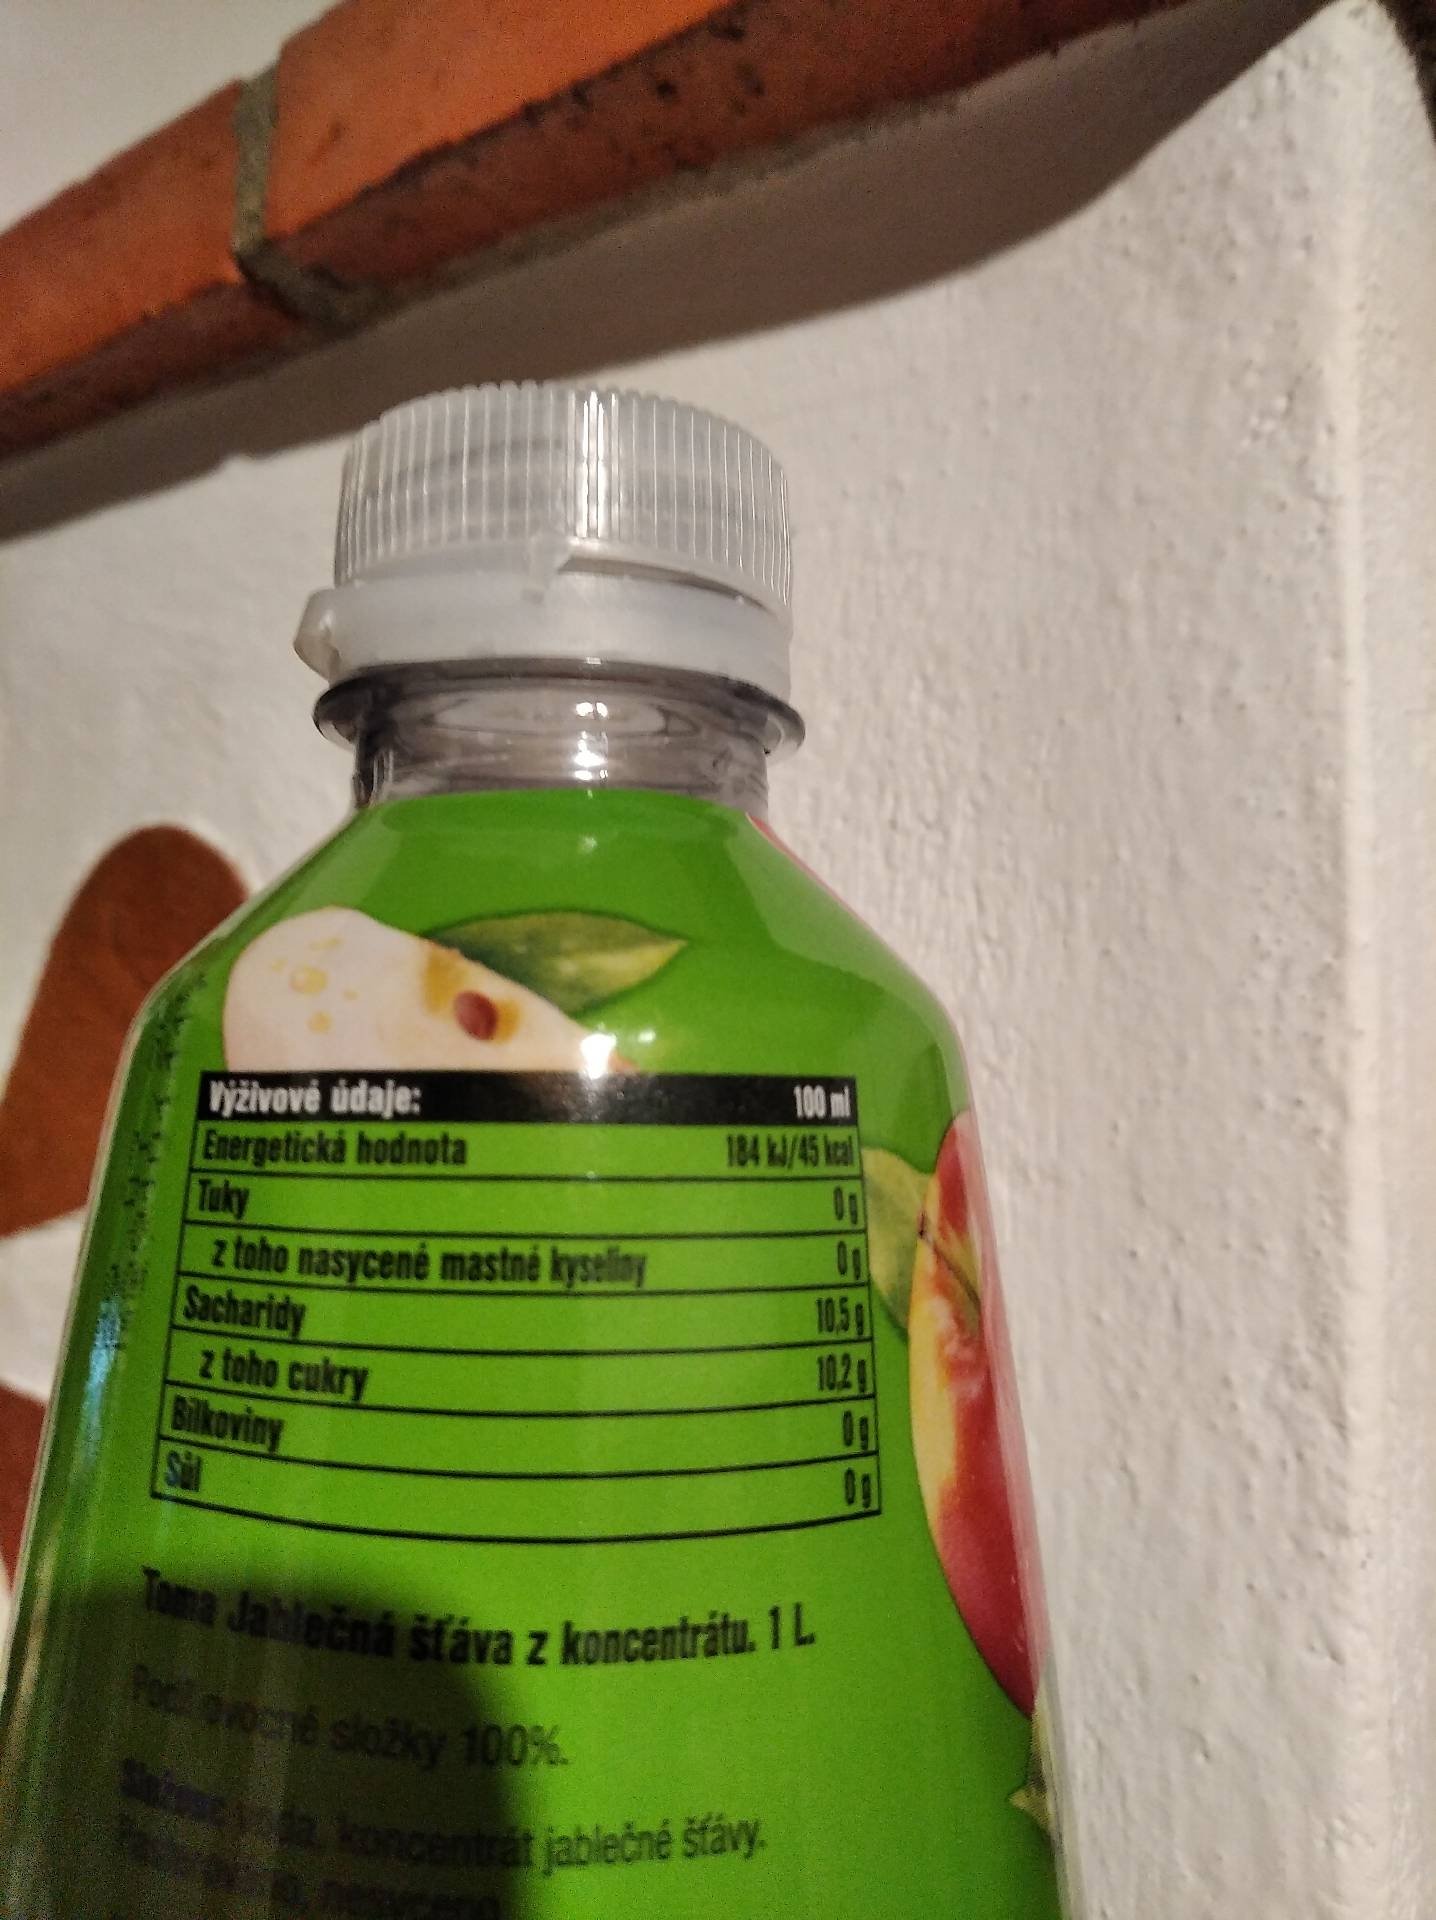 Výživové údaje: 100 ml
Energetická hodnota 184 kJ/45 kcal
Tuky 0 g
z toho nasycené mastné kyseliny 0 g
Sacharidy 10,5 g
z toho cukry 10,2 g
Bílkoviny 0 g
Sůl 0 g
Toma Jablečná šťáva z koncentrátu. 1 L.
ovocné složky 100%.
koncentrát jablečné šťávy.